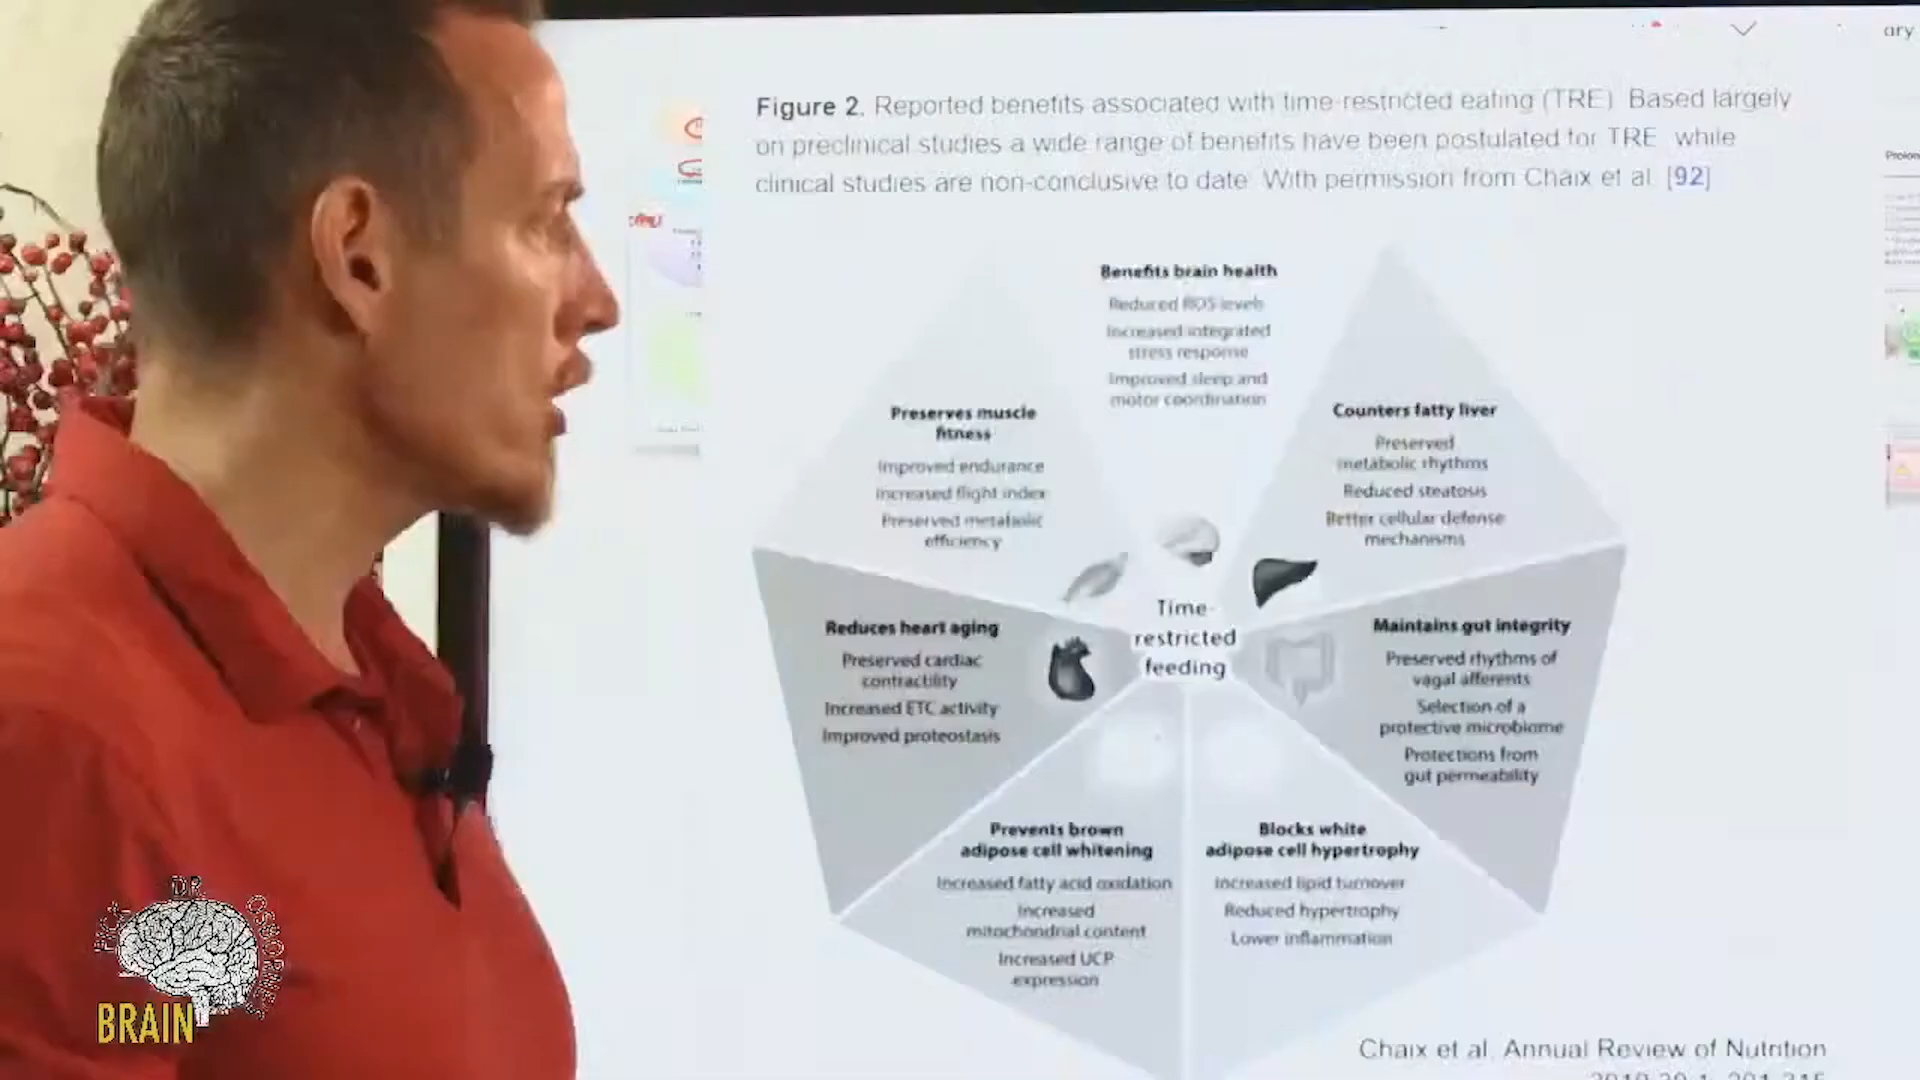 ary
Figure 2. Reported benefits associated with time-restricted eating (TRE). Based largely
on preclinical studies a wide range of benefits have been postulated for TRE while
clinical studies are non-conclusive to date. With permission from Chaix et al. [92]
Benefits brain health
Reduced ROS levels
Increased integrated
stress response
Improved sleep and
motor coordination
Preserves muscle
fitness
Improved endurance
Increased flight index
Preserved metabolic
efficiency
Counters fatty liver
Preserved
metabolic rhythms
Reduced steatosis
Better cellular defense
mechanisms
Time-
restricted
feeding
Reduces heart aging
Preserved cardiac
contractility
Increased ETC activity
Improved proteostasis
Maintains gut integrity
Preserved rhythms of
vagal afferents
Selection of a
protective microbiome
Protections from
gut permeability
Prevents brown
adipose cell whitening
Increased fatty acid oxidation
Increased
mitochondrial content
Increased UCP
expression
Blocks white
adipose cell hypertrophy
Increased lipid turnover
Reduced hypertrophy
Lower inflammation
Chaix et al. Annual Review of Nutrition
DR
BRAIN